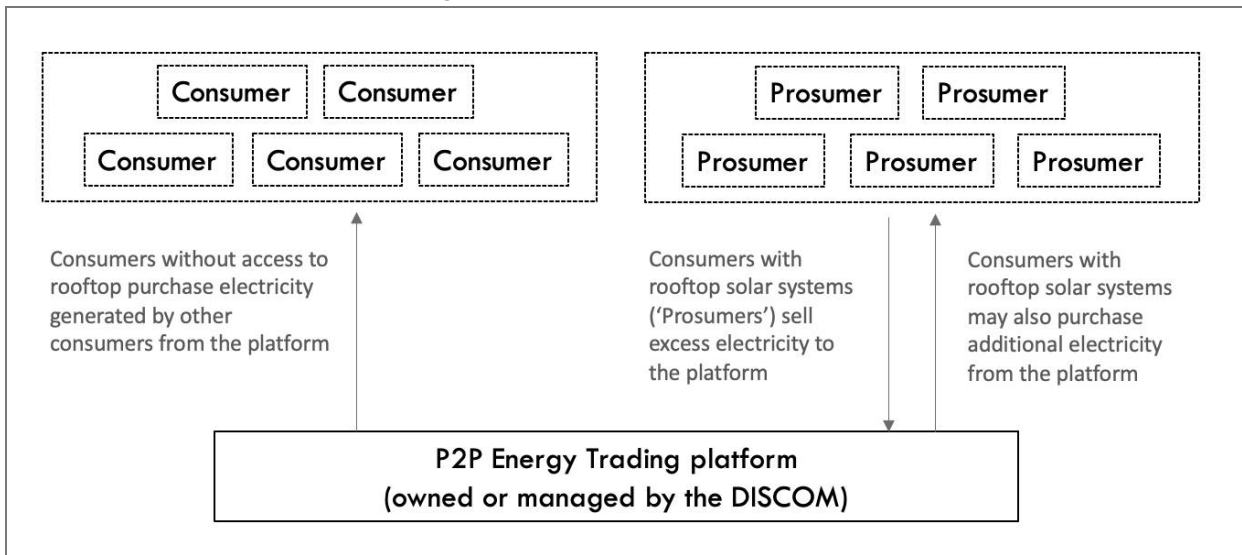 Consumer Consumer
Consumer Consumer Consumer
Prosumer Prosumer
Prosumer Prosumer Prosumer
Consumers without access to
rooftop purchase electricity
generated by other
consumers from the platform
Consumers with
rooftop solar systems
(‘Prosumers’) sell
excess electricity to
the platform
Consumers with
rooftop solar systems
may also purchase
additional electricity
from the platform
P2P Energy Trading platform
(owned or managed by the DISCOM)